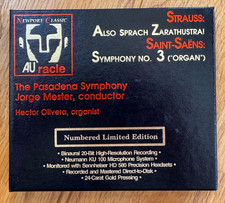 NEWPORT CLASSIC
AUracle
STRAUSS:
ALSO SPRACH ZARATHUSTRA!
SAINT-SAËNS:
SYMPHONY NO. 3 ("ORGAN")
The Pasadena Symphony
Jorge Mester, conductor
Hector Olivera, organist
Numbered Limited Edition
• Binaural 20-Bit High-Resolution Recording •
• Neumann KU 100 Microphone System •
• Monitored with Sennheiser HD 580 Precision Headsets •
• Recorded and Mastered Direct-to-Disk •
• 24-Carat Gold Pressing •